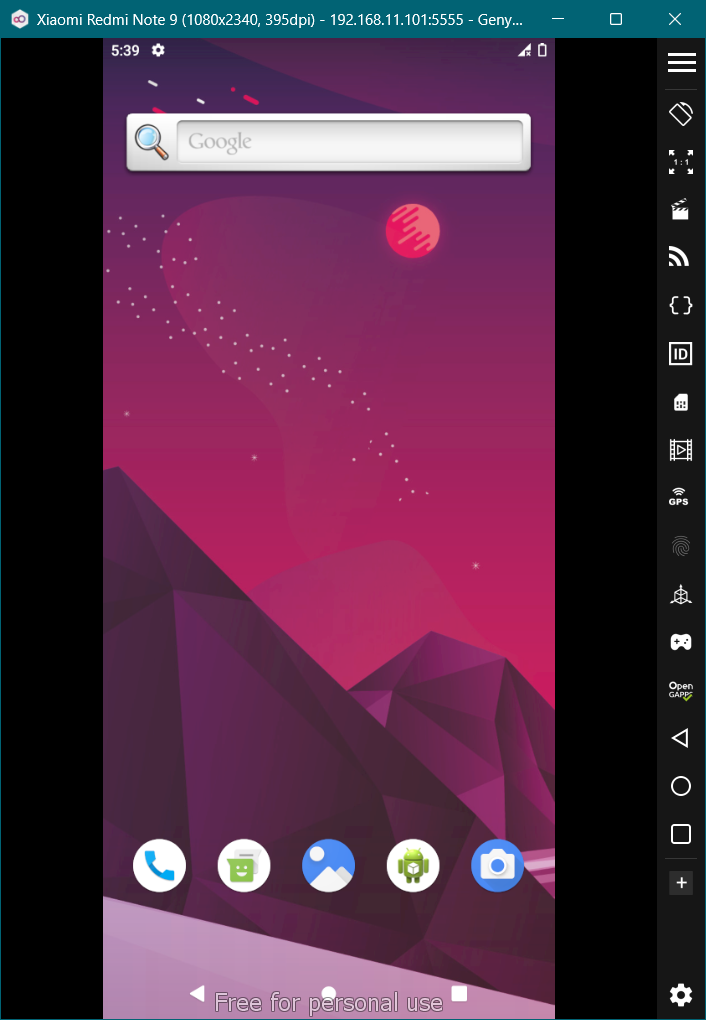 Xiaomi Redmi Note 9 (1080x2340, 395dpi) - 192.168.11.101:5555 - Geny...
5:39
Google
1 : 1
ID
GPS
Open
GAPPS
Free for personal use